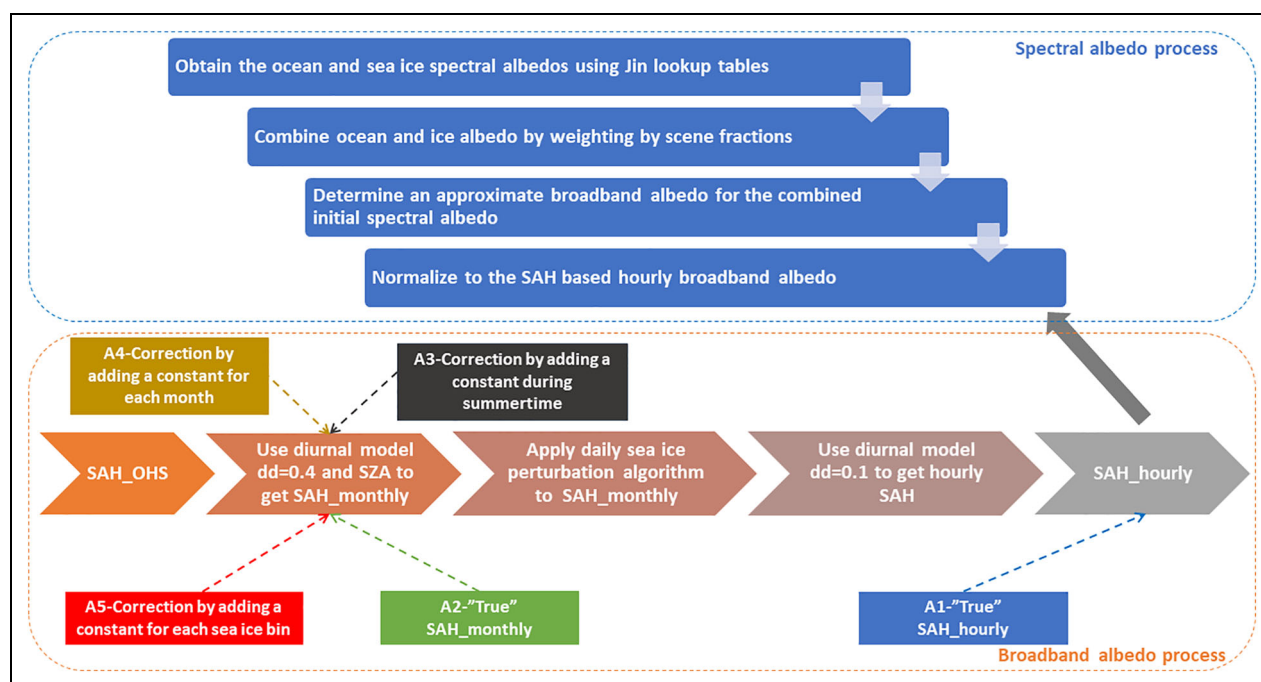 Spectral albedo process
Obtain the ocean and sea ice spectral albedos using Jin lookup tables
Combine ocean and ice albedo by weighting by scene fractions
Determine an approximate broadband albedo for the combined
initial spectral albedo
Normalize to the SAH based hourly broadband albedo
A4-Correction by
adding a constant for
each month
A3-Correction by adding a
constant during
summertime
SAH_OHS
Use diurnal model
dd=0.4 and SZA to
get SAH_monthly
Apply daily sea ice
perturbation algorithm
to SAH_monthly
Use diurnal model
dd=0.1 to get hourly
SAH
SAH_hourly
A5-Correction by adding a
constant for each sea ice bin
A2-”True”
SAH_monthly
A1-”True”
SAH_hourly
Broadband albedo process